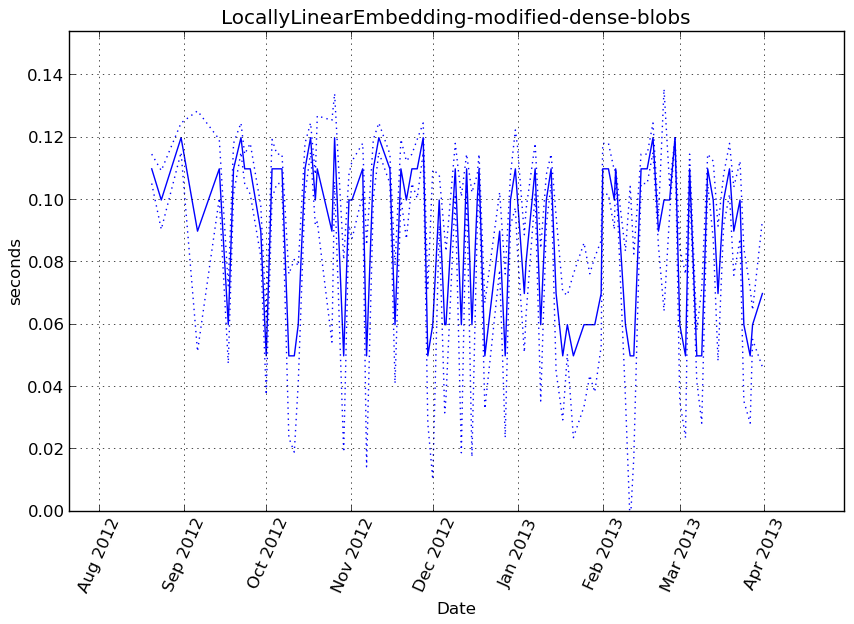 LocallyLinearEmbedding-modified-dense-blobs
0.14
0.12
0.10
0.08
0.06
0.04
0.02
0.00
seconds
Aug 2012
Sep 2012
Oct 2012
Nov 2012
Dec 2012
Jan 2013
Feb 2013
Mar 2013
Apr 2013
Date